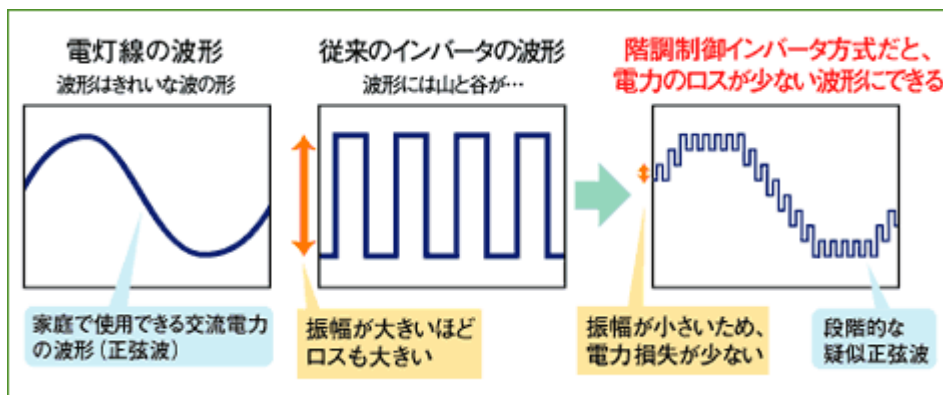 電灯線の波形
波形はきれいな波の形
従来のインバータの波形
波形には山と谷が…
階調制御インバータ方式だと、
電力のロスが少ない波形にできる
家庭で使用できる交流電力
の波形(正弦波)
振幅が大きいほど
ロスも大きい
振幅が小さいため、
電力損失が少ない
段階的な
疑似正弦波